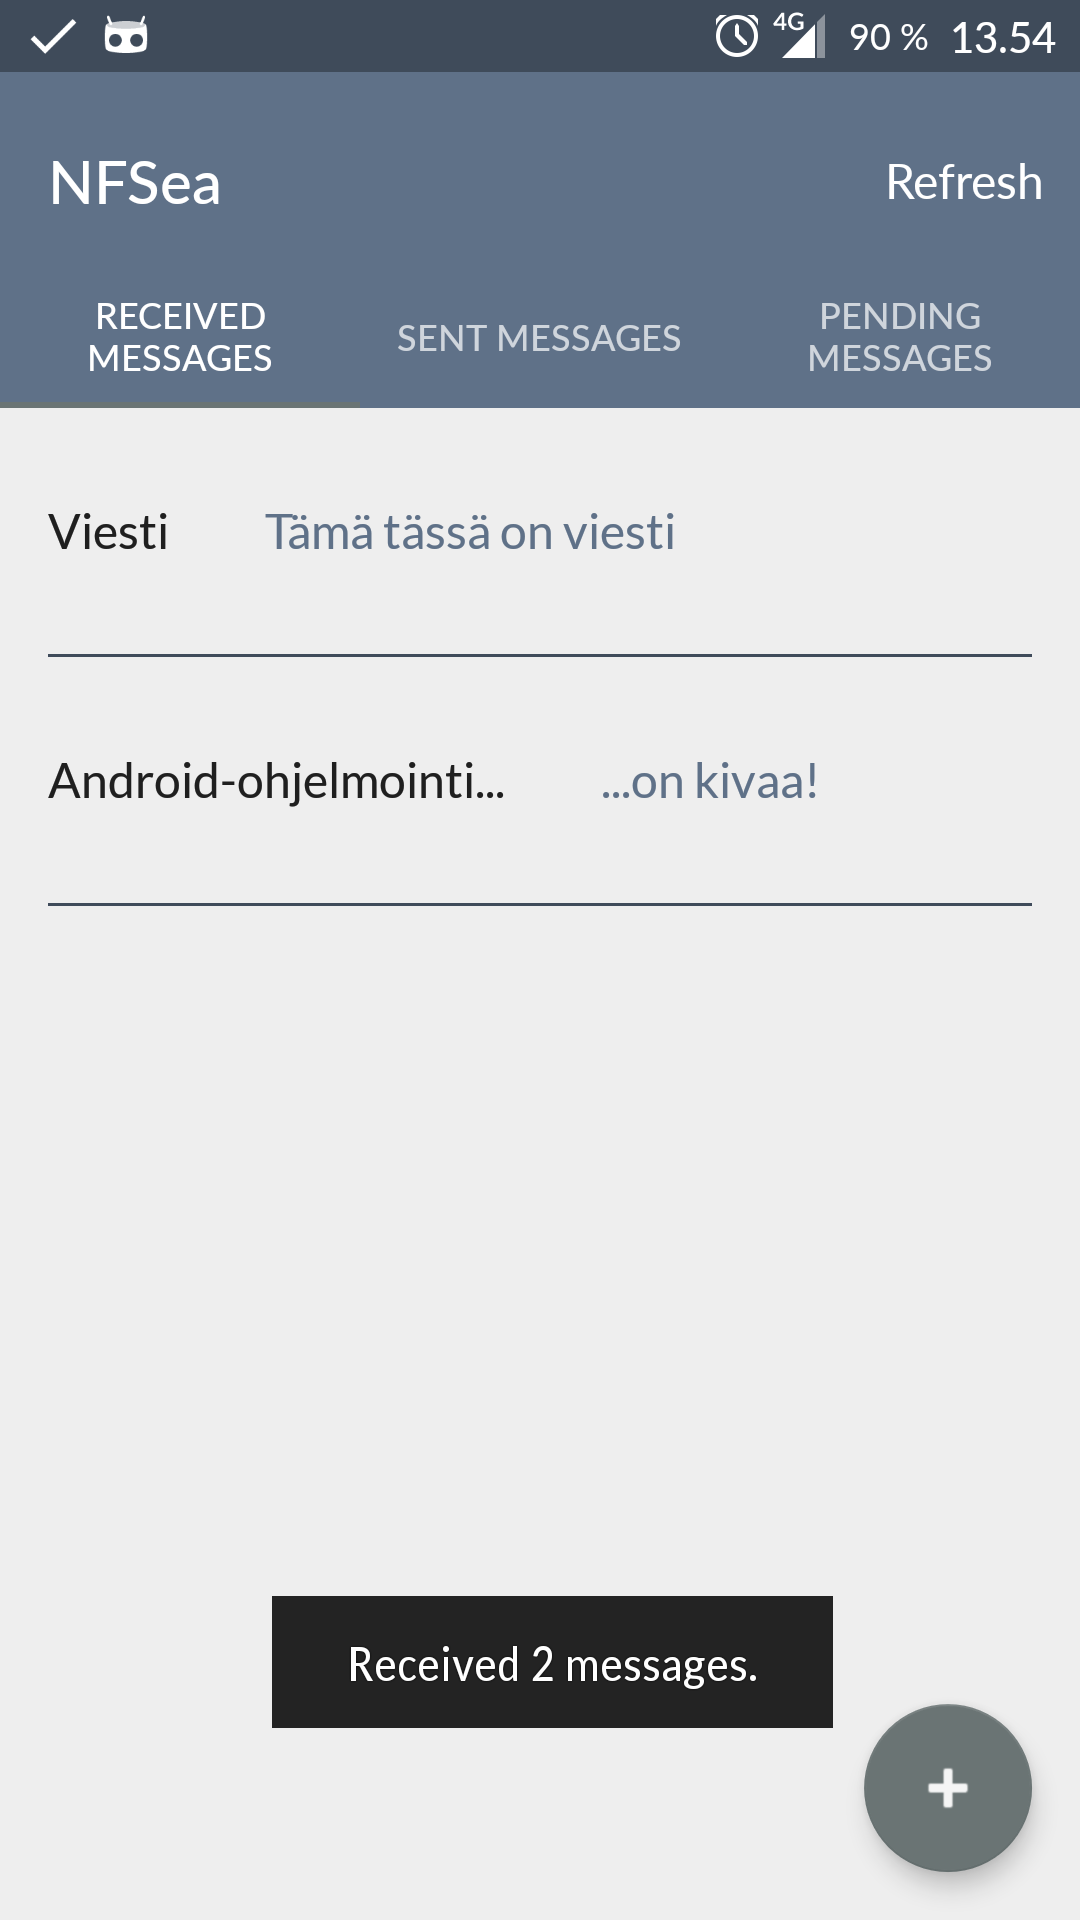 4G 90 % 13.54
NFSea Refresh
RECEIVED MESSAGES
SENT MESSAGES
PENDING MESSAGES
Viesti Tämä tässä on viesti
Android-ohjelmointi... ...on kivaa!
Received 2 messages.